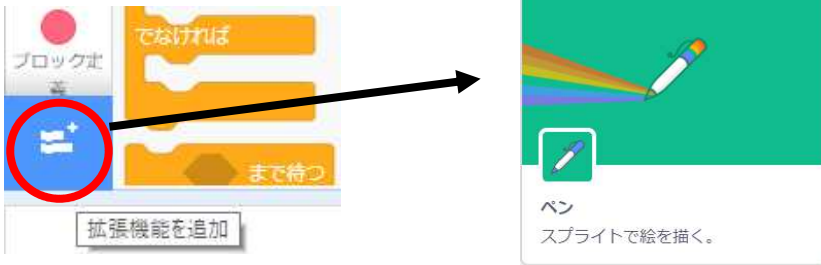 でなければ
ブロック定
義
まで待つ
拡張機能を追加
ペン
スプライトで絵を描く。